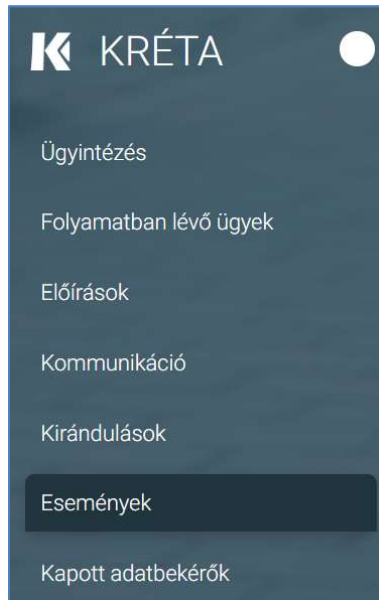 KRÉTA
Ügyintézés
Folyamatban lévő ügyek
Előírások
Kommunikáció
Kirándulások
Események
Kapott adatbekérők